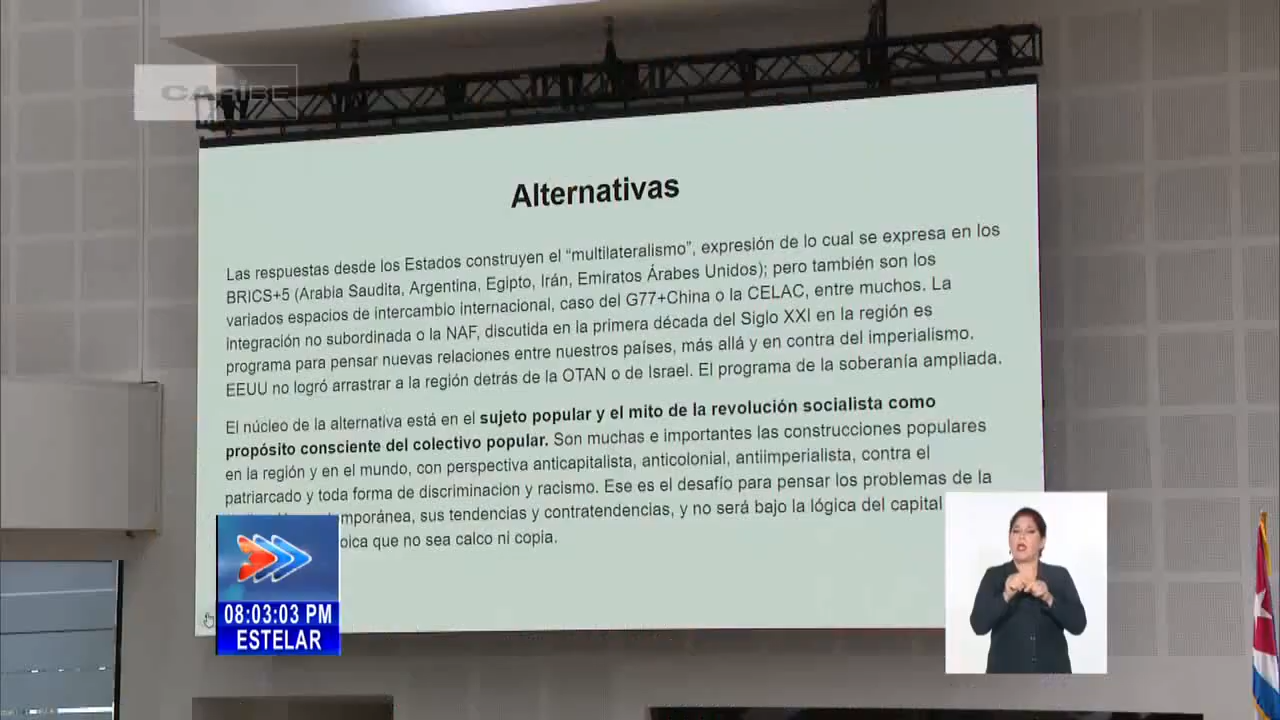 CARIBE
Alternativas
Las respuestas desde los Estados construyen el “multilateralismo”, expresión de lo cual se expresa en los
BRICS+5 (Arabia Saudita, Argentina, Egipto, Irán, Emiratos Árabes Unidos); pero también son los
variados espacios de intercambio internacional, caso del G77+China o la CELAC, entre muchos. La
integración no subordinada o la NAF, discutida en la primera década del Siglo XXI en la región es
programa para pensar nuevas relaciones entre nuestros países, más allá y en contra del imperialismo.
EEUU no logró arrastrar a la región detrás de la OTAN o de Israel. El programa de la soberanía ampliada.
El núcleo de la alternativa está en el sujeto popular y el mito de la revolución socialista como
propósito consciente del colectivo popular. Son muchas e importantes las construcciones populares
en la región y en el mundo, con perspectiva anticapitalista, anticolonial, antiimperialista, contra el
patriarcado y toda forma de discriminacion y racismo. Ese es el desafío para pensar los problemas de la
sus tendencias y contratendencias, y no será bajo la lógica del capital
que no sea calco ni copia.
08:03:03 PM
ESTELAR